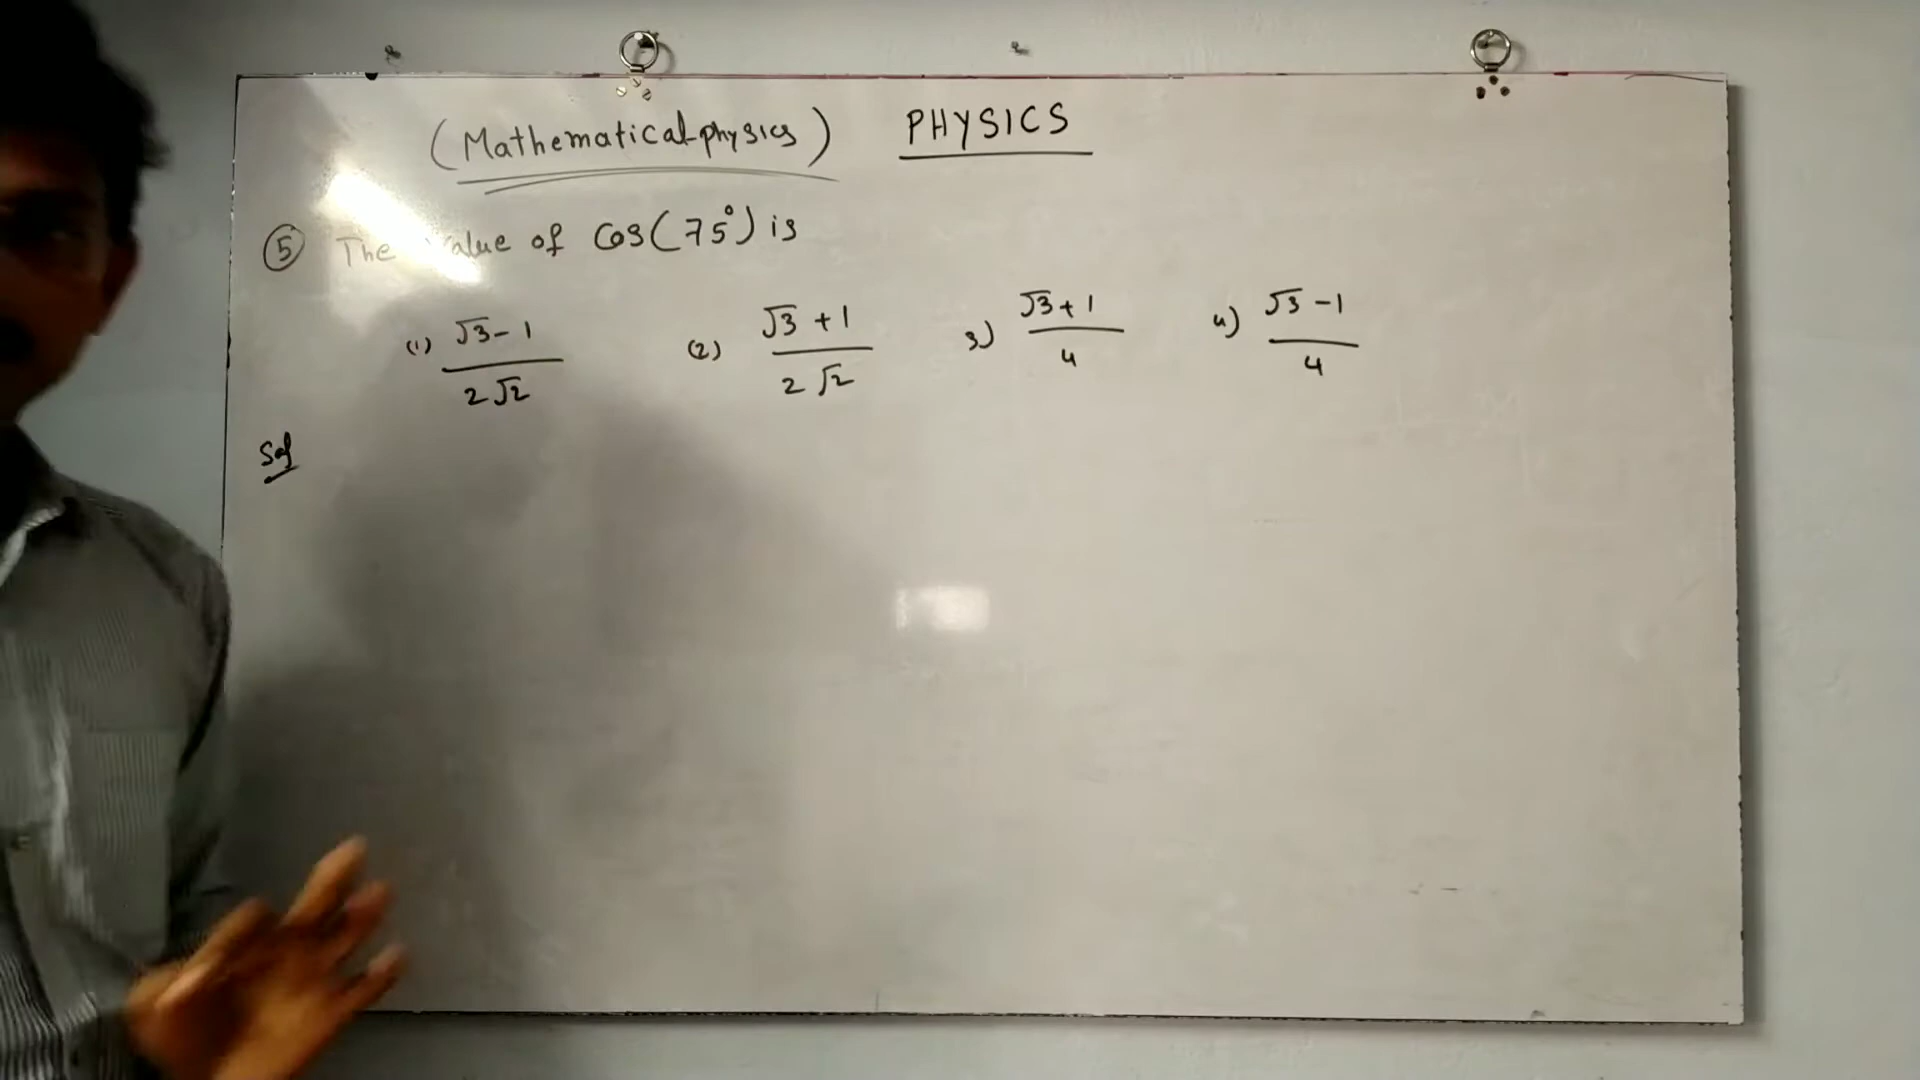 (Mathematical physics) PHYSICS
⑤ The value of Cos(75°) is
(1) √3 - 1 / 2√2 (2) √3 + 1 / 2√2 3) √3 + 1 / 4 4) √3 - 1 / 4
Sol